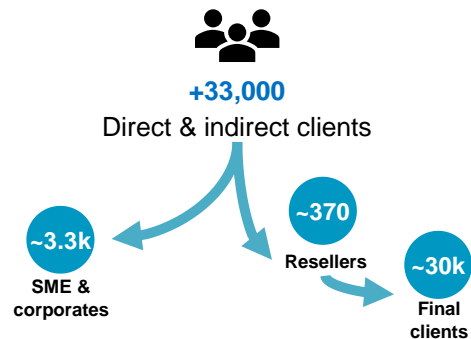 +33,000
Direct & indirect clients
~3.3k
SME &
corporates
~370
Resellers
~30k
Final
clients